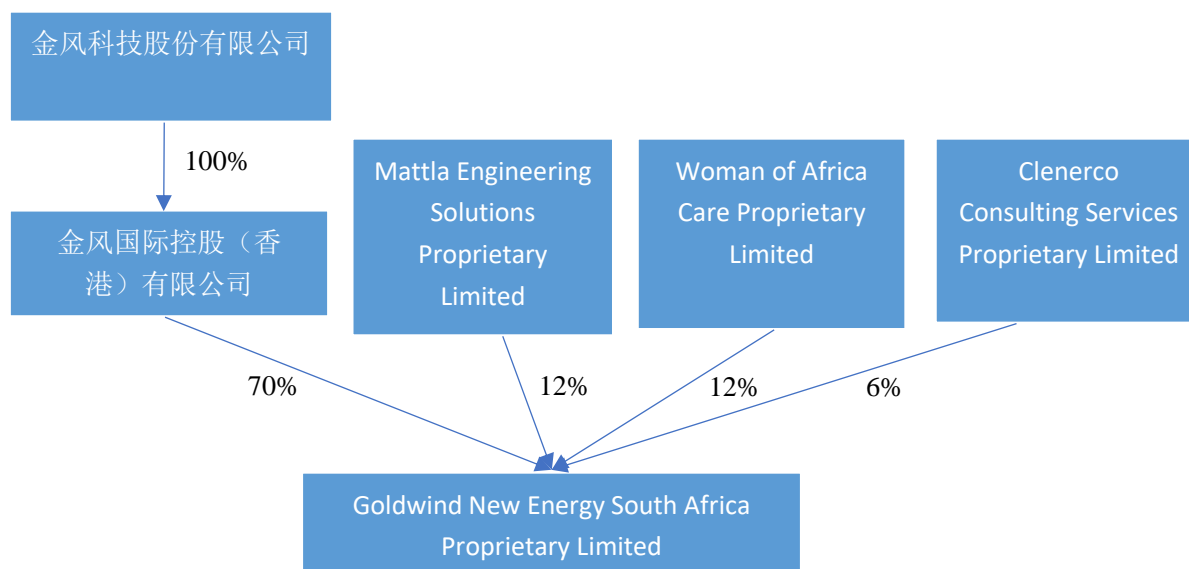 金风科技股份有限公司
100%
金风国际控股（香
港）有限公司
Mattla Engineering
Solutions
Proprietary
Limited
Woman of Africa
Care Proprietary
Limited
Clenerco
Consulting Services
Proprietary Limited
70%
12%
12%
6%
Goldwind New Energy South Africa
Proprietary Limited